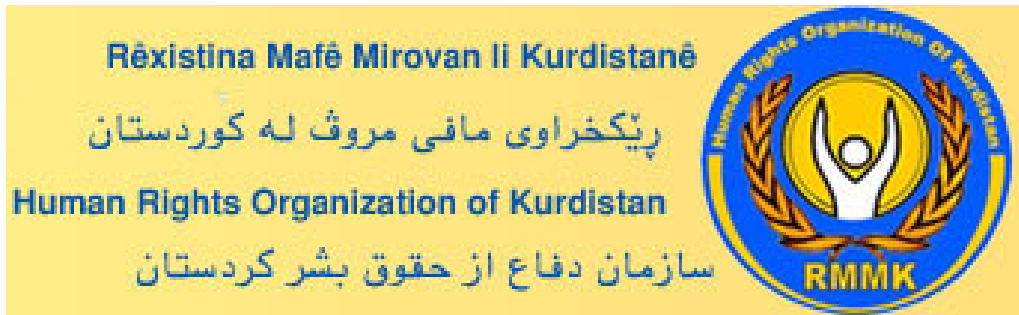 Rêxistina Mafê Mirovan li Kurdistanê
ڕێکخراوی مافی مروڤ له کوردستان
Human Rights Organization of Kurdistan
سازمان دفاع از حقوق بشر کردستان
Human Rights Organization Of Kurdistan
RMMK